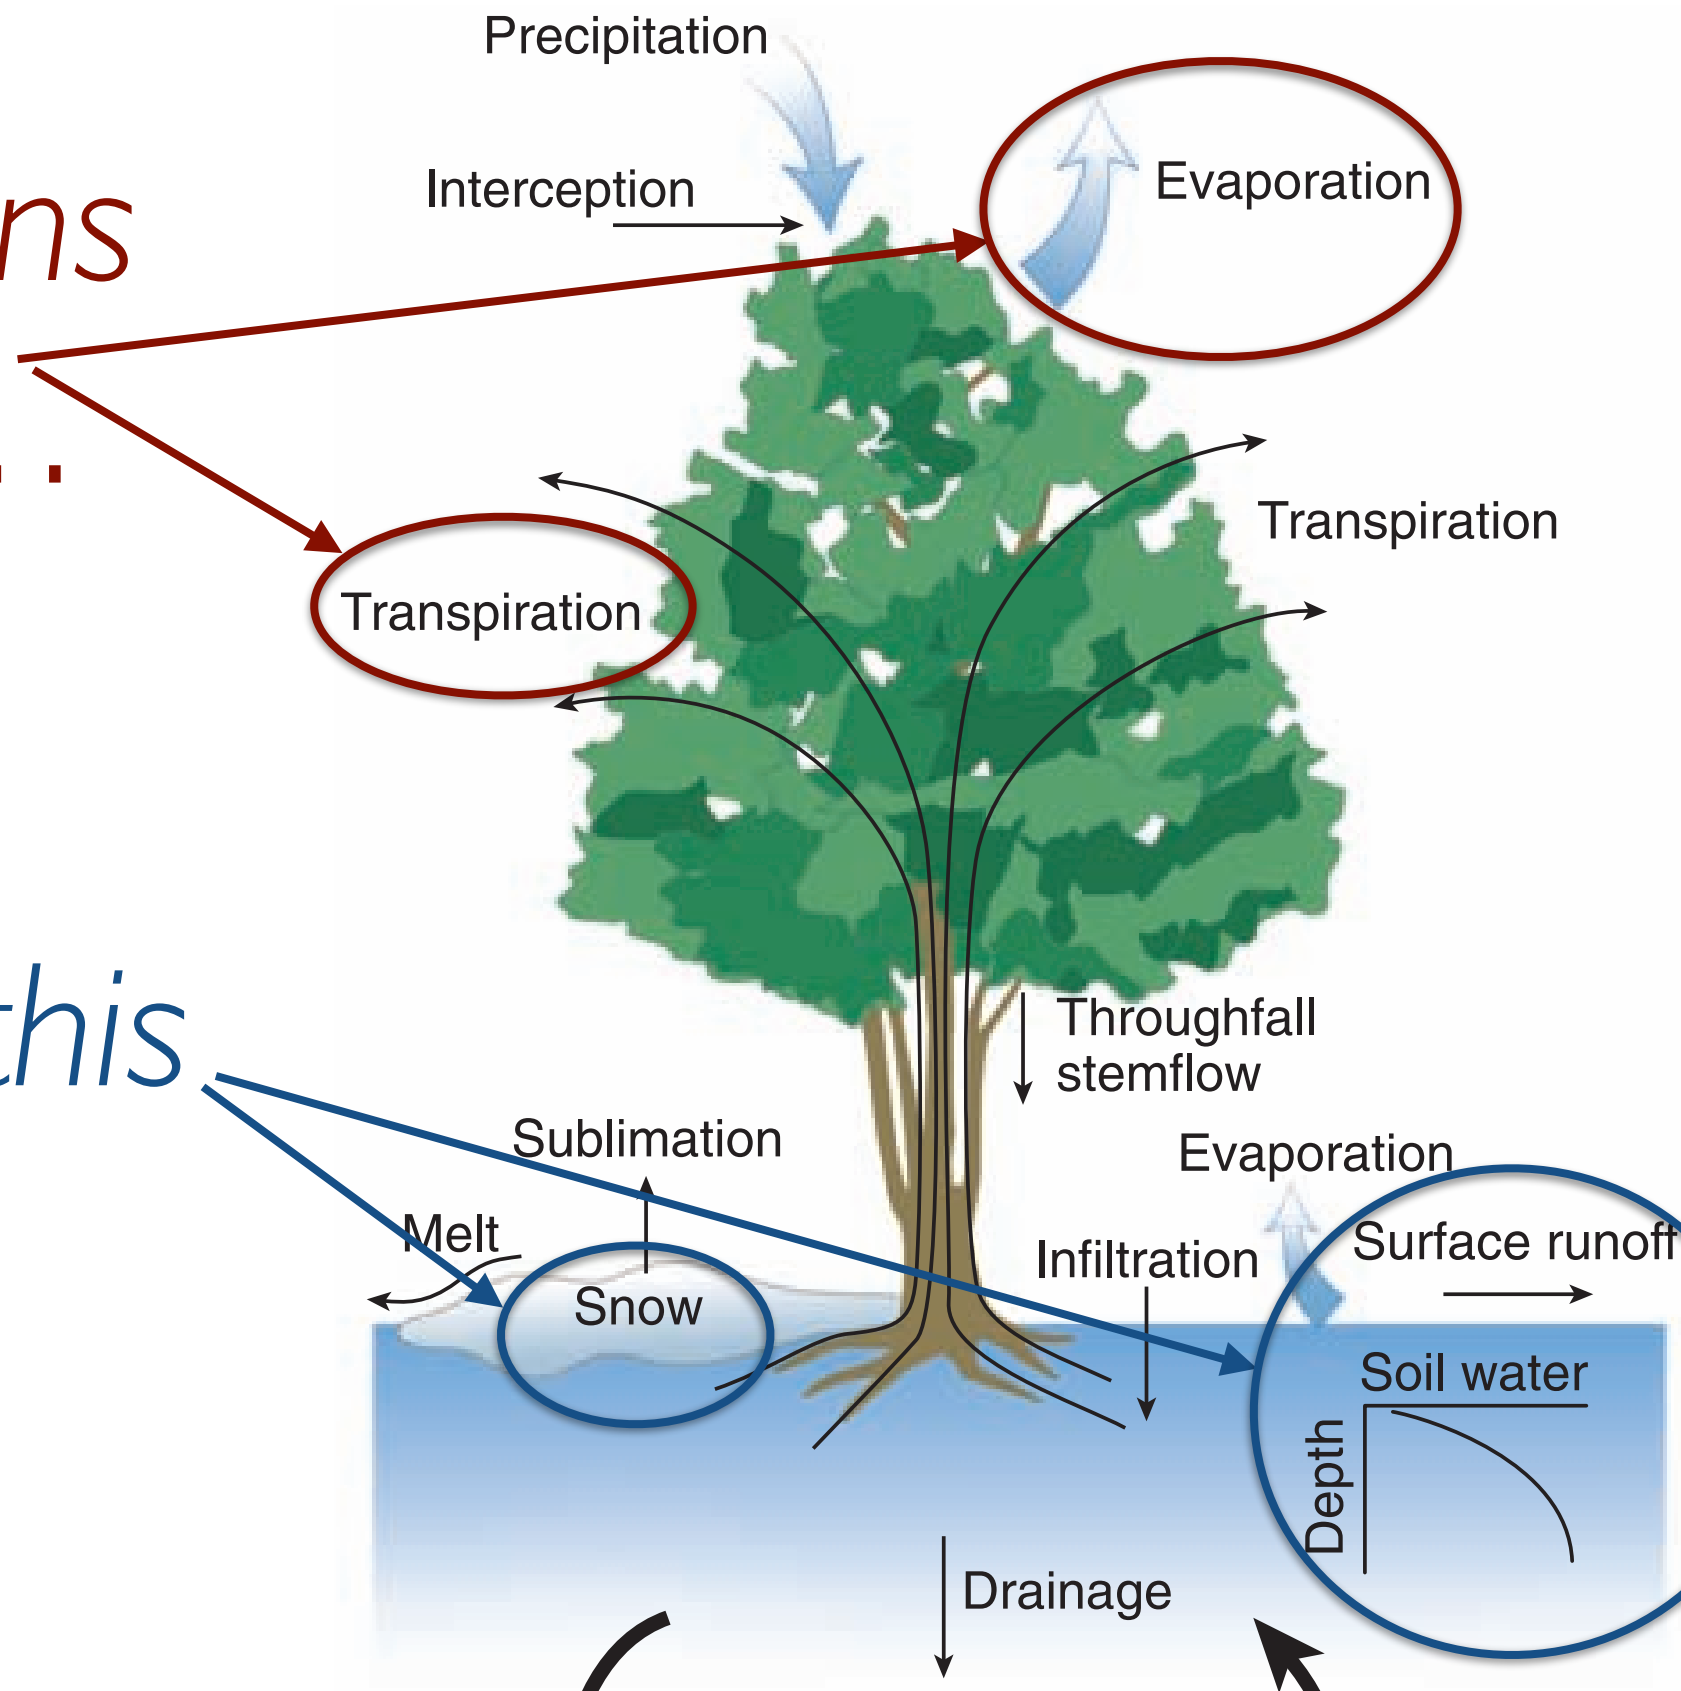 Precipitation
Interception
Evaporation
ns
..
Transpiration
Transpiration
this
Throughfall
stemflow
Sublimation
Evaporation
Melt
Infiltration
Surface runoff
Snow
Soil water
Depth
Drainage